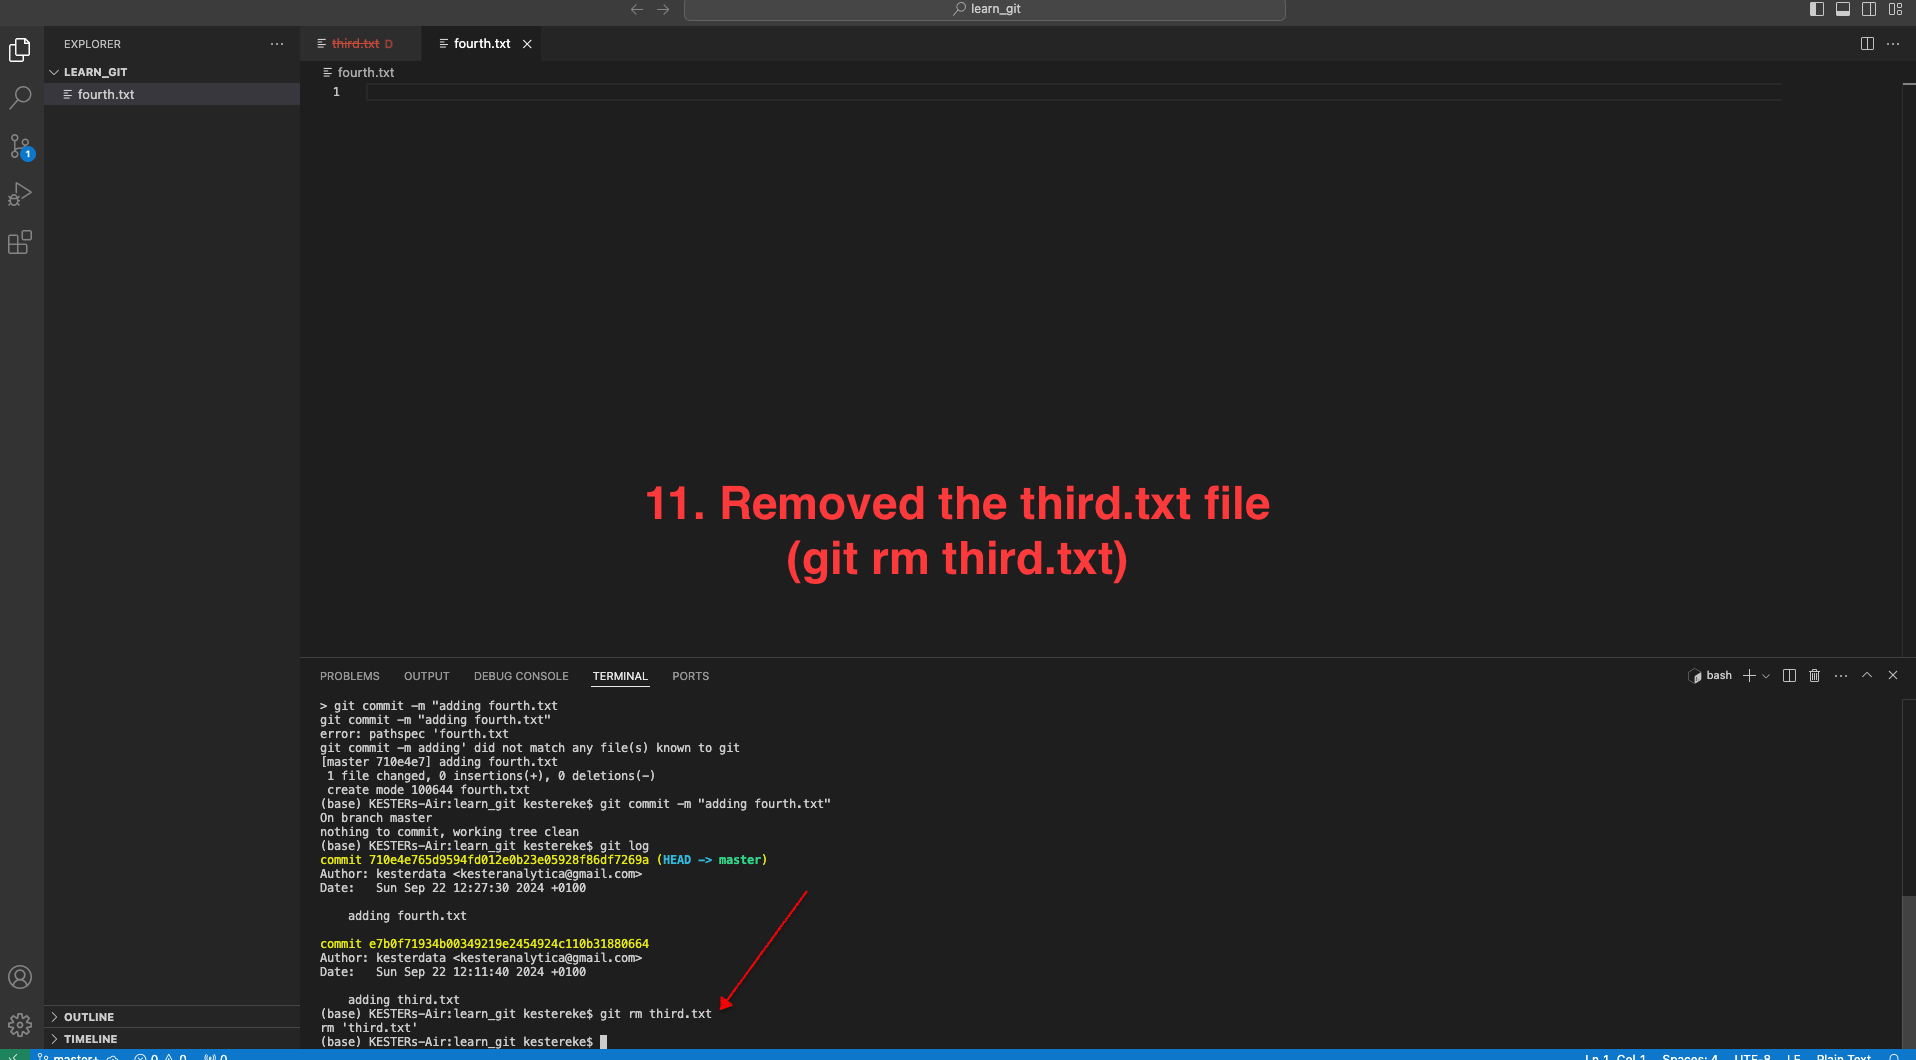 learn_git
EXPLORER
third.txt D
fourth.txt
LEARN_GIT
fourth.txt
fourth.txt
1
1
11. Removed the third.txt file
(git rm third.txt)
PROBLEMS OUTPUT DEBUG CONSOLE TERMINAL PORTS
bash
> git commit -m "adding fourth.txt
git commit -m "adding fourth.txt"
error: pathspec 'fourth.txt
git commit -m adding' did not match any file(s) known to git
[master 710e4e7] adding fourth.txt
1 file changed, 0 insertions(+), 0 deletions(-)
create mode 100644 fourth.txt
(base) KESTERs-Air:learn_git kestereke$ git commit -m "adding fourth.txt"
On branch master
nothing to commit, working tree clean
(base) KESTERs-Air:learn_git kestereke$ git log
commit 710e4e765d9594fd012e0b23e05928f86df7269a (HEAD -> master)
Author: kesterdata <kesteranalytica@gmail.com>
Date:   Sun Sep 22 12:27:30 2024 +0100
adding fourth.txt
commit e7b0f71934b00349219e2454924c110b31880664
Author: kesterdata <kesteranalytica@gmail.com>
Date:   Sun Sep 22 12:11:40 2024 +0100
adding third.txt
(base) KESTERs-Air:learn_git kestereke$ git rm third.txt
rm 'third.txt'
(base) KESTERs-Air:learn_git kestereke$
OUTLINE
TIMELINE
master+ 0 0 0 Ln 1, Col 1 Spaces: 4 UTF-8 LF Plain Text